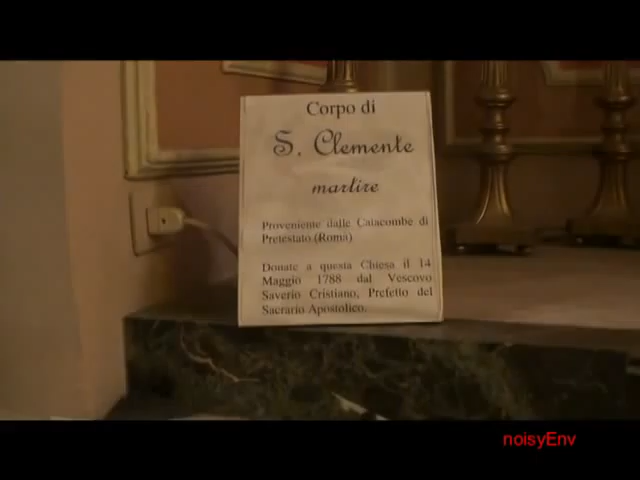 Corpo di
S. Clemente
martire
Proveniente dalle Catacombe di
Pretestato (Roma)
Donate a questa Chiesa il 14
Maggio 1788 dal Vescovo
Saverio Cristiano, Prefetto del
Sacrario Apostolico.
noisyEnv